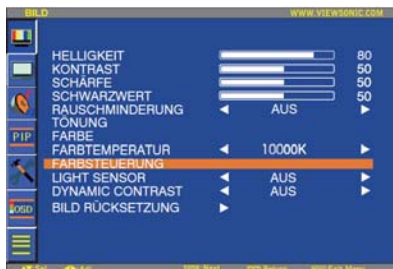 BILD WWW.VIEWSONIC.COM
HELLIGKEIT 80
KONTRAST 50
SCHÄRFE 50
SCHWARZWERT 50
RAUSCHMINDERUNG AUS
TÖNUNG
FARBE
FARBTEMPERATUR 10000K
FARBSTEUERUNG
LIGHT SENSOR AUS
DYNAMIC CONTRAST AUS
BILD RÜCKSETZUNG
PIP
OSD